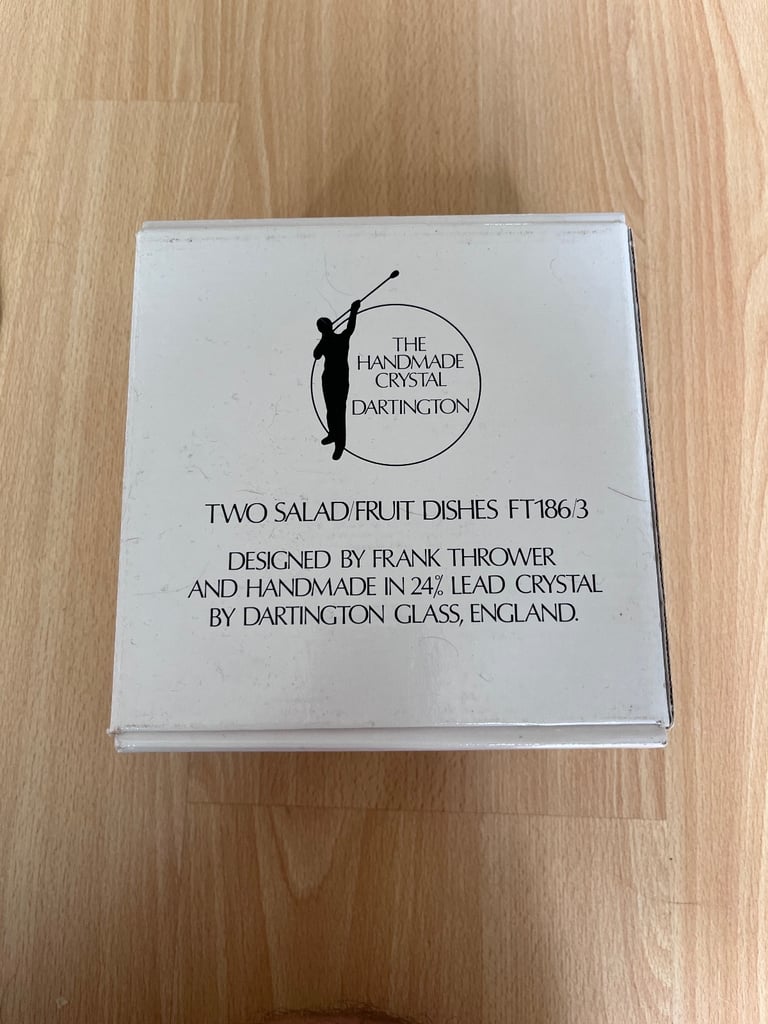 THE
HANDMADE
CRYSTAL
DARTINGTON
TWO SALAD/FRUIT DISHES FT186/3
DESIGNED BY FRANK THROWER
AND HANDMADE IN 24% LEAD CRYSTAL
BY DARTINGTON GLASS, ENGLAND.